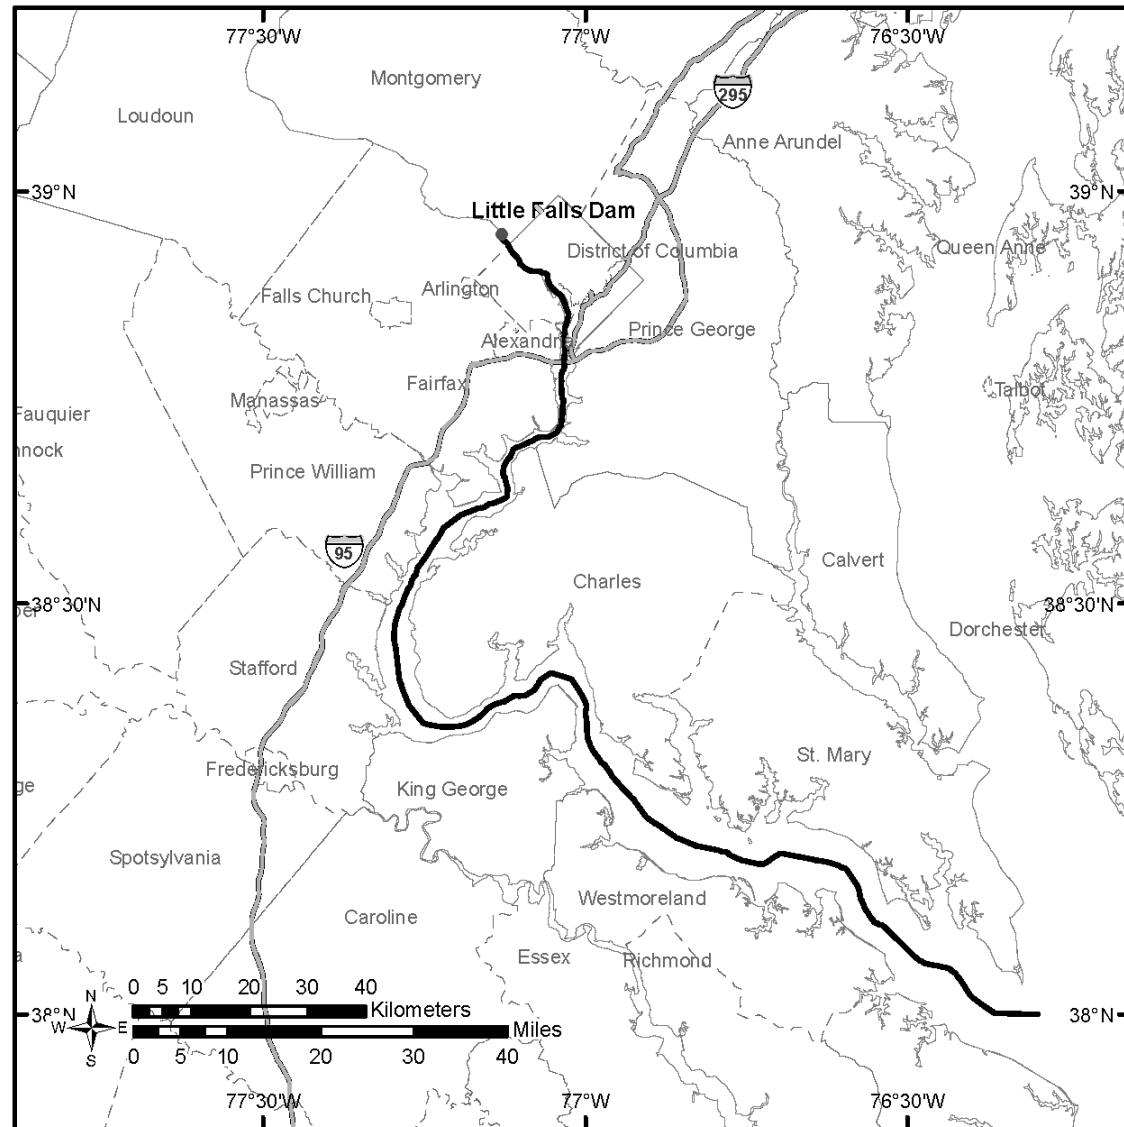 77°30'W 77°W 76°30'W
Montgomery
295
Loudoun
Anne Arundel
39°N 39°N
Little Falls Dam
District of Columbia
Queen Anne
Arlington
Falls Church
Prince George
Alexandria
Fairfax
Talbot
Manassas
Fauquier
nnock
Prince William
95
Calvert
Charles
38°30'N 38°30'N
Dorchester
Stafford
St. Mary
Fredericksburg
ge
King George
Spotsylvania
Westmoreland
Caroline
Essex
Richmond
a
0 5 10 20 30 40
N
Kilometers
38°N 38°N
W E
Miles
S
0 5 10 20 30 40
77°30'W 77°W 76°30'W